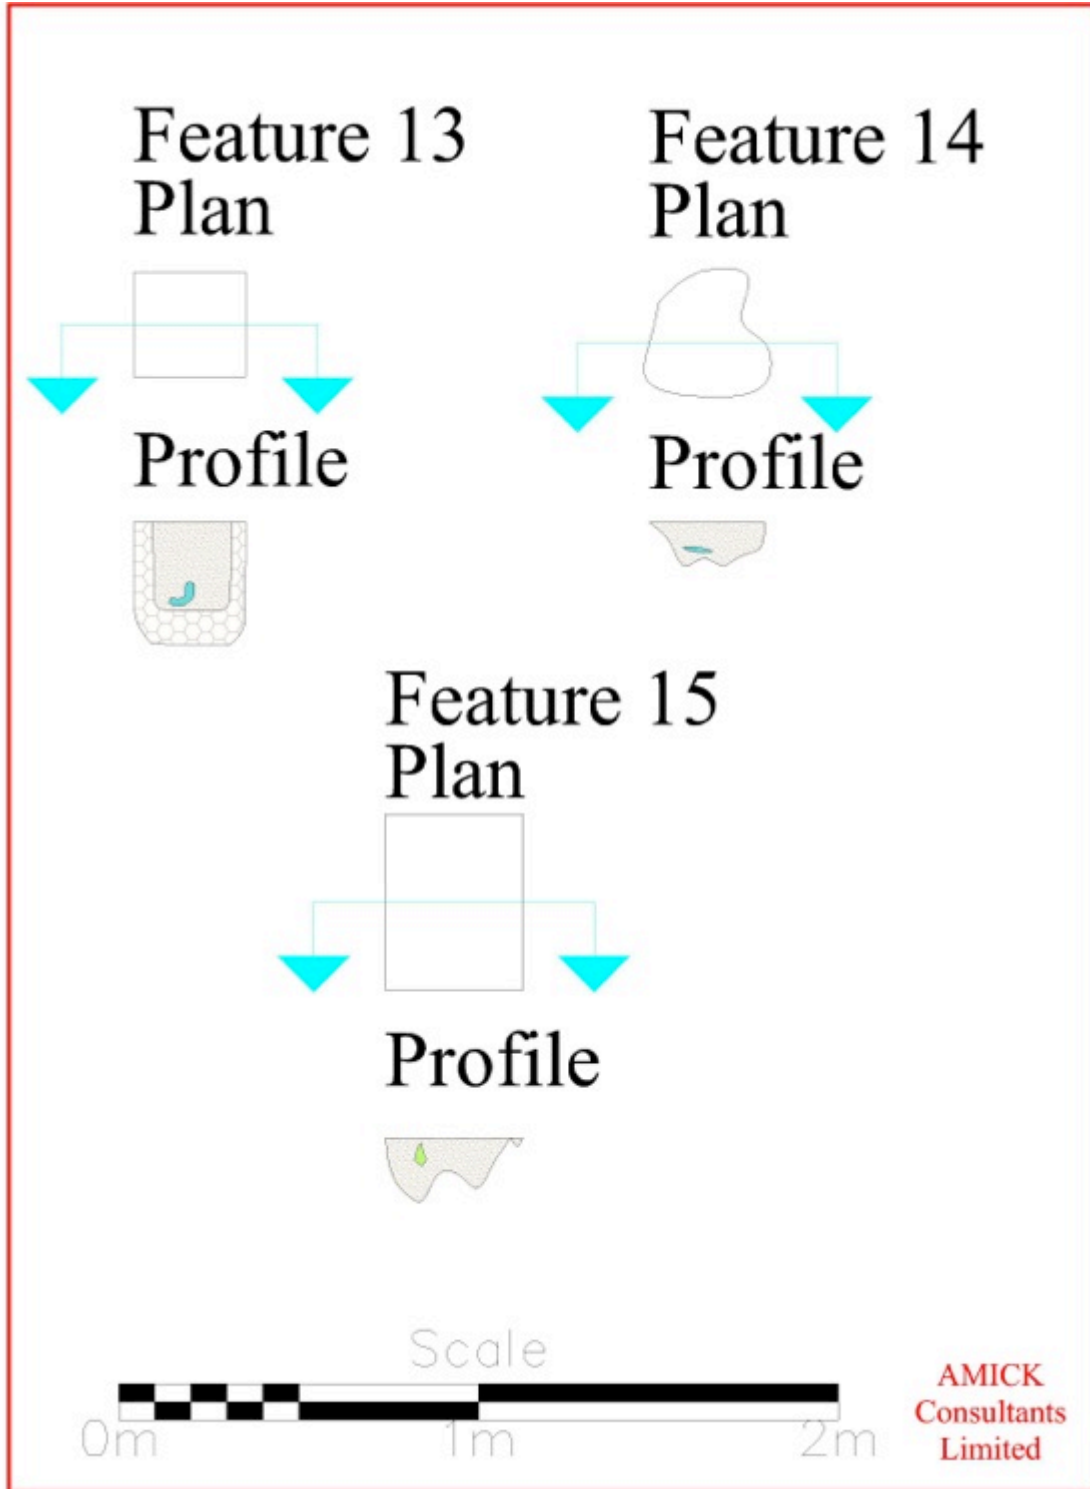 Feature 13
Plan
Profile
Feature 14
Plan
Profile
Feature 15
Plan
Profile
Scale
0m 1m 2m
AMICK
Consultants
Limited